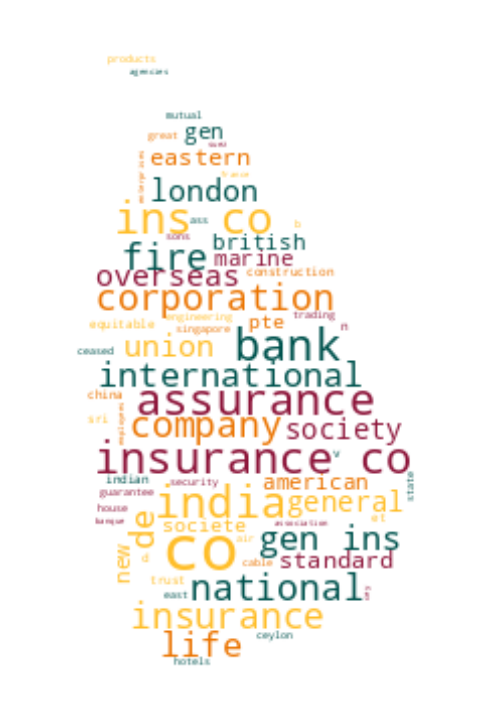 products
agencies
mutual
great gen
eastern
enterprises
london
ins co
ass
b
sons
fire british
marine
overseas construction
corporation
engineering trading
equitable pte n
singapore
union bank
ceased
international
china assurance
sri company society
employees
insurance co
v
indian security american
state
guarantee india general
house
banque de societe association et
gen ins
new co air
d cable standard
trust national
east
insurance
ceylon
life
hotels